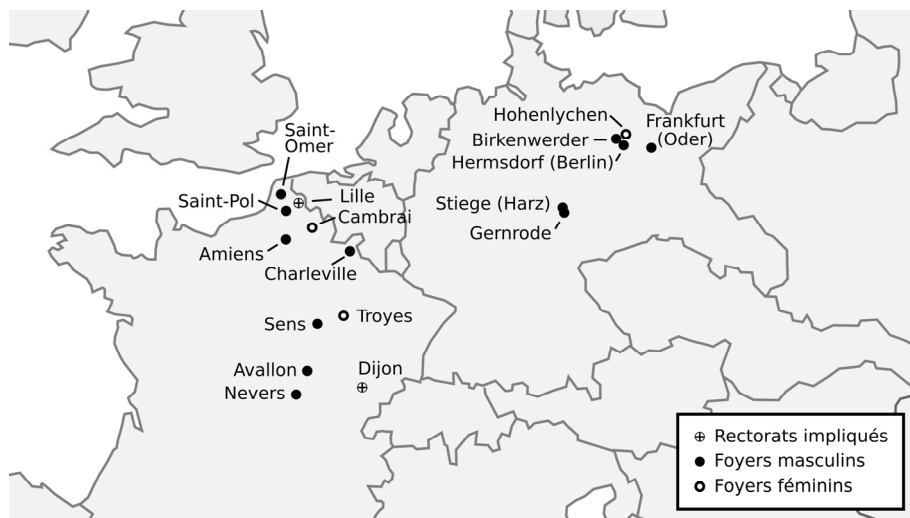 Hohenlychen
Frankfurt
(Oder)
Birkenwerder
Hermsdorf (Berlin)
Saint-
Omer
Lille
Saint-Pol
Cambrai
Stiege (Harz)
Gernrode
Amiens
Charleville
Sens
Troyes
Avallon
Dijon
Nevers
Rectorats impliqués
Foyers masculins
Foyers féminins